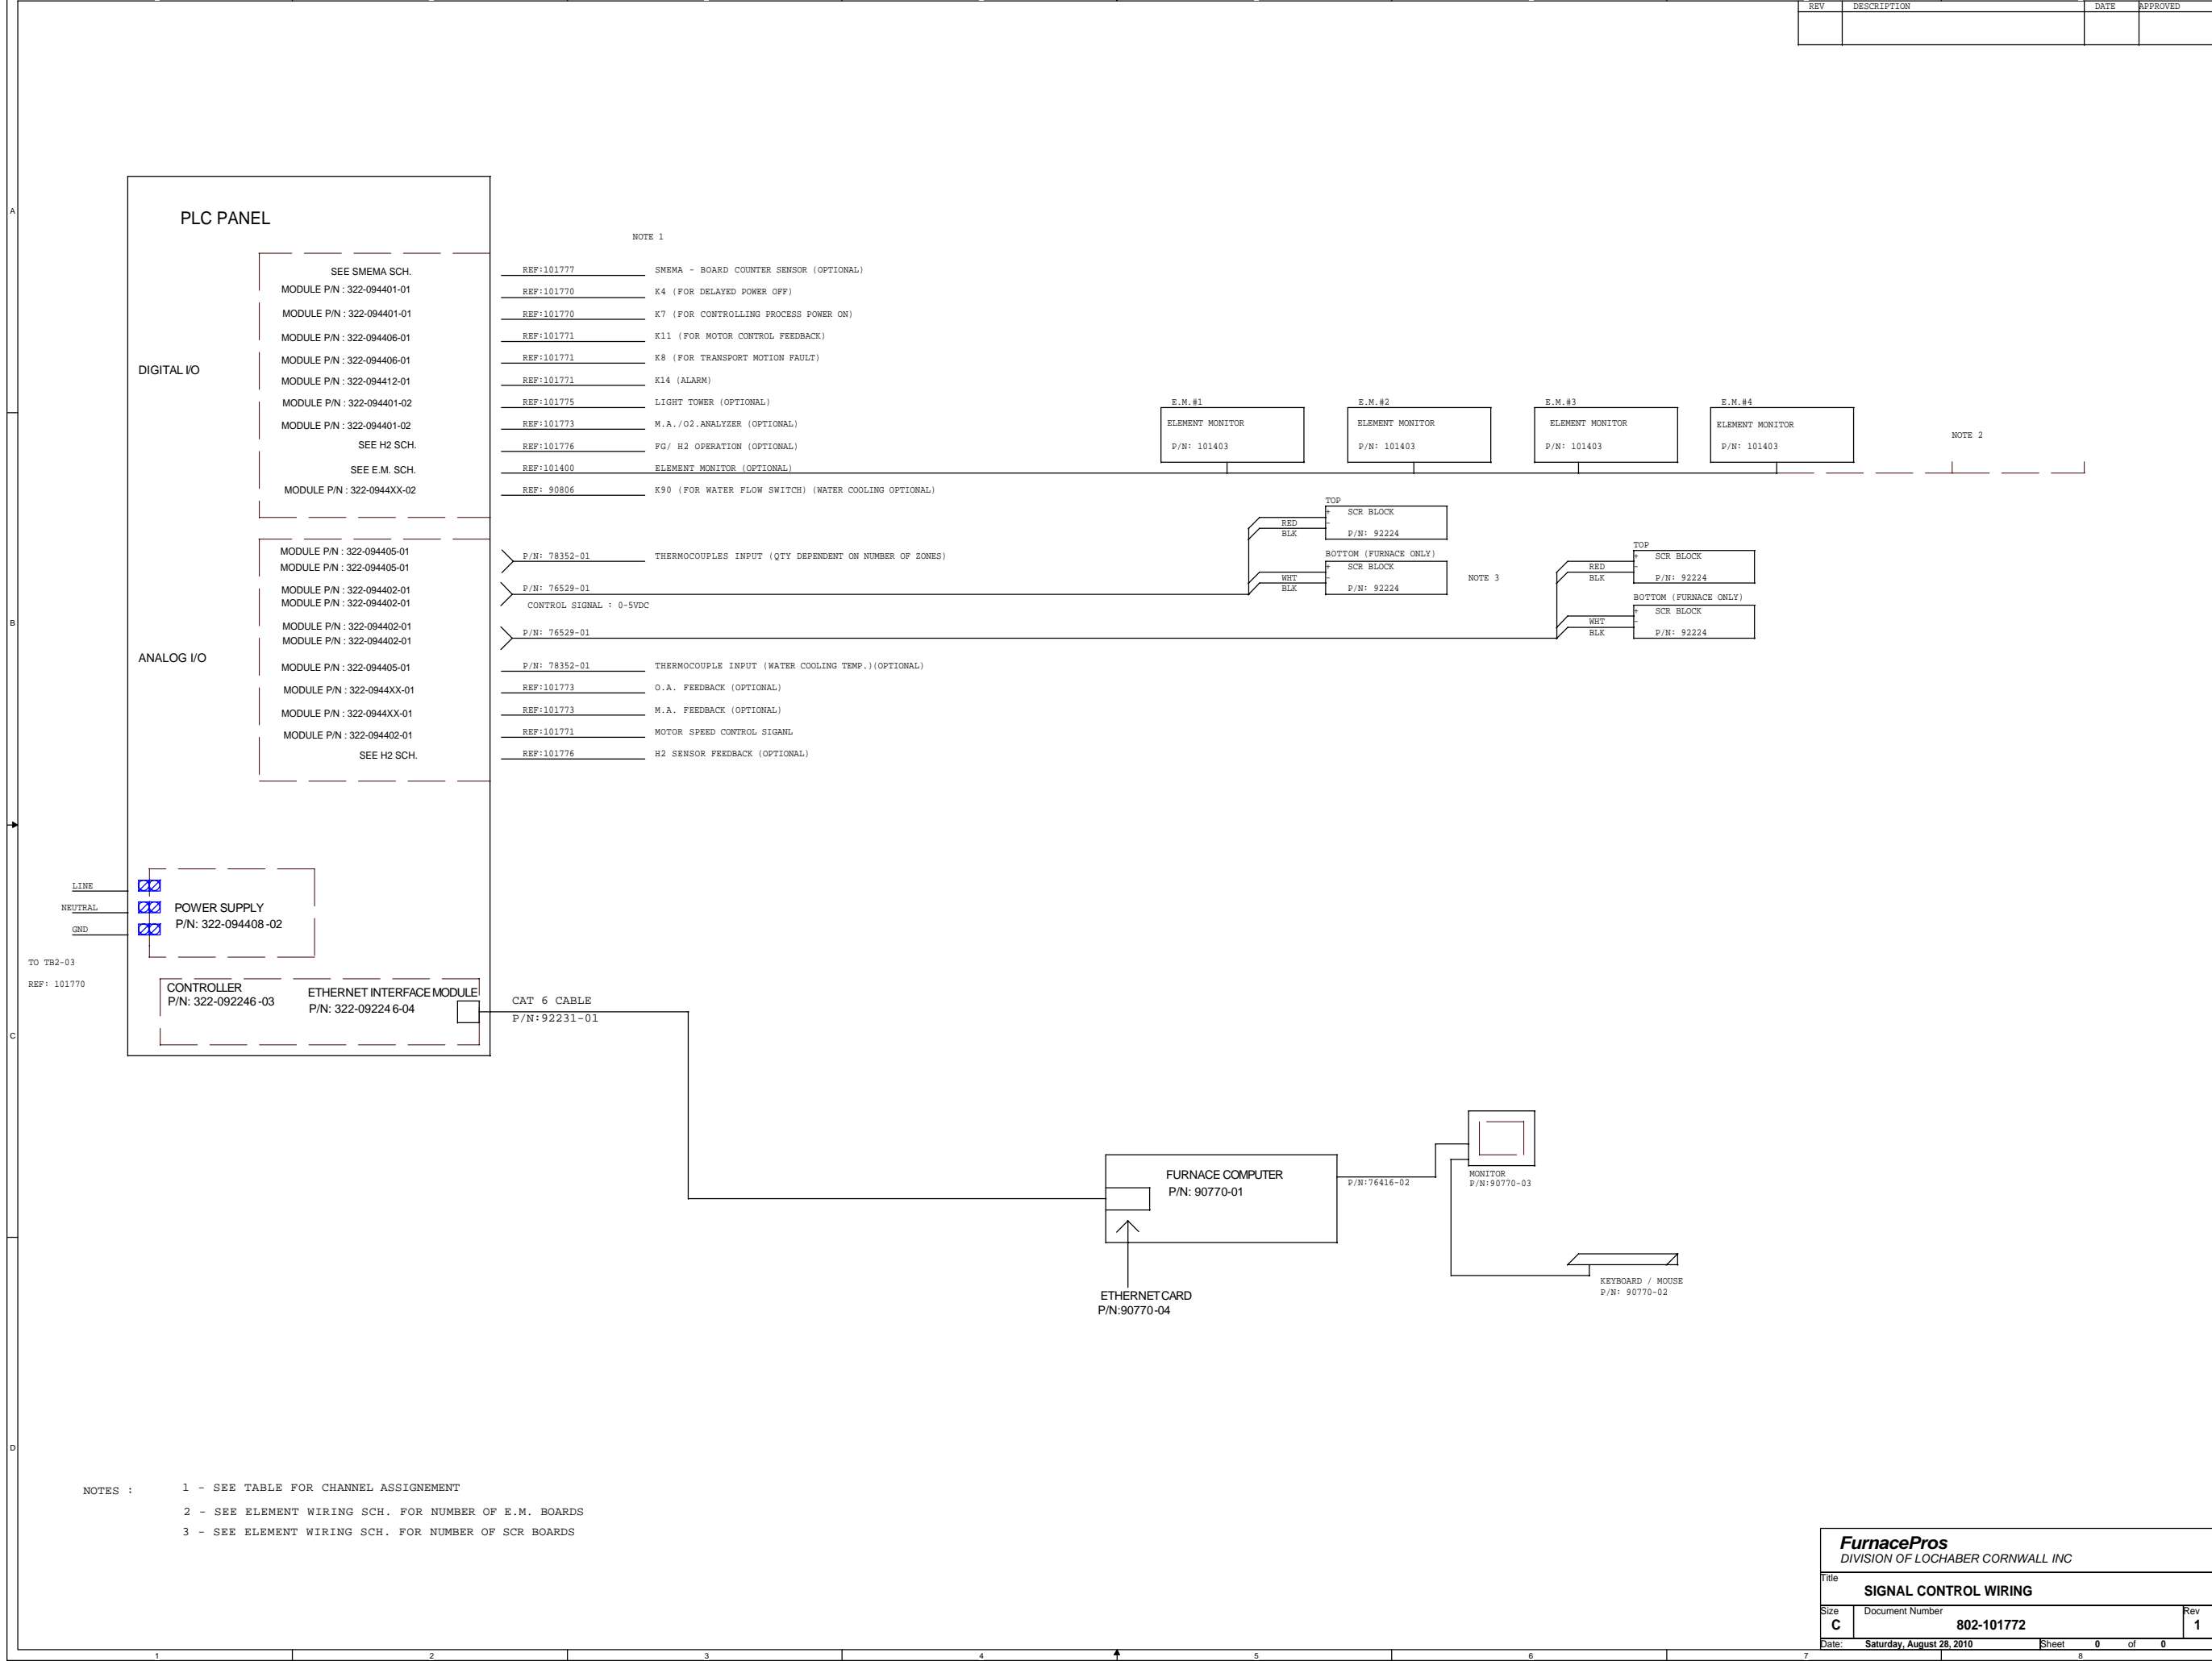 REV DESCRIPTION DATE APPROVED
PLC PANEL
NOTE 1
SEE SMEMA SCH. REF:101777 SMEMA - BOARD COUNTER SENSOR (OPTIONAL)
MODULE P/N : 322-094401-01 REF:101770 K4 (FOR DELAYED POWER OFF)
MODULE P/N : 322-094401-01 REF:101770 K7 (FOR CONTROLLING PROCESS POWER ON)
MODULE P/N : 322-094406-01 REF:101771 K11 (FOR MOTOR CONTROL FEEDBACK)
MODULE P/N : 322-094406-01 REF:101771 K8 (FOR TRANSPORT MOTION FAULT)
DIGITAL I/O
MODULE P/N : 322-094412-01 REF:101771 K14 (ALARM)
MODULE P/N : 322-094401-02 REF:101775 LIGHT TOWER (OPTIONAL)
MODULE P/N : 322-094401-02 REF:101773 M.A./O2.ANALYZER (OPTIONAL)
SEE H2 SCH. REF:101776 FG/ H2 OPERATION (OPTIONAL)
SEE E.M. SCH. REF:101400 ELEMENT MONITOR (OPTIONAL)
MODULE P/N : 322-0944XX-02 REF: 90806 K90 (FOR WATER FLOW SWITCH) (WATER COOLING OPTIONAL)
E.M.#1 E.M.#2 E.M.#3 E.M.#4
ELEMENT MONITOR ELEMENT MONITOR ELEMENT MONITOR ELEMENT MONITOR
P/N: 101403 P/N: 101403 P/N: 101403 P/N: 101403
NOTE 2
MODULE P/N : 322-094405-01
MODULE P/N : 322-094405-01
P/N: 78352-01 THERMOCOUPLES INPUT (QTY DEPENDENT ON NUMBER OF ZONES)
MODULE P/N : 322-094402-01
MODULE P/N : 322-094402-01
P/N: 76529-01
CONTROL SIGNAL : 0-5VDC
MODULE P/N : 322-094402-01
MODULE P/N : 322-094402-01
P/N: 76529-01
ANALOG I/O
MODULE P/N : 322-094405-01 P/N: 78352-01 THERMOCOUPLE INPUT (WATER COOLING TEMP.)(OPTIONAL)
MODULE P/N : 322-0944XX-01 REF:101773 O.A. FEEDBACK (OPTIONAL)
MODULE P/N : 322-0944XX-01 REF:101773 M.A. FEEDBACK (OPTIONAL)
MODULE P/N : 322-094402-01 REF:101771 MOTOR SPEED CONTROL SIGANL
SEE H2 SCH. REF:101776 H2 SENSOR FEEDBACK (OPTIONAL)
TOP
RED + SCR BLOCK
BLK - P/N: 92224
BOTTOM (FURNACE ONLY)
+ SCR BLOCK
WHT -
BLK P/N: 92224
NOTE 3
TOP
+ SCR BLOCK
RED -
BLK P/N: 92224
BOTTOM (FURNACE ONLY)
+ SCR BLOCK
WHT -
BLK P/N: 92224
LINE
NEUTRAL
GND
POWER SUPPLY
P/N: 322-094408-02
TO TB2-03
REF: 101770
CONTROLLER
P/N: 322-092246-03
ETHERNET INTERFACE MODULE
P/N: 322-092246-04
CAT 6 CABLE
P/N:92231-01
FURNACE COMPUTER
P/N: 90770-01
P/N:76416-02
MONITOR
P/N:90770-03
ETHERNET CARD
P/N:90770-04
KEYBOARD / MOUSE
P/N: 90770-02
NOTES :
1 - SEE TABLE FOR CHANNEL ASSIGNEMENT
2 - SEE ELEMENT WIRING SCH. FOR NUMBER OF E.M. BOARDS
3 - SEE ELEMENT WIRING SCH. FOR NUMBER OF SCR BOARDS
FurnacePros
DIVISION OF LOCHABER CORNWALL INC
Title
SIGNAL CONTROL WIRING
Size Document Number Rev
C 802-101772 1
Date: Saturday, August 28, 2010 Sheet 0 of 0
A
B
C
D
1 2 3 4 5 6 7 8